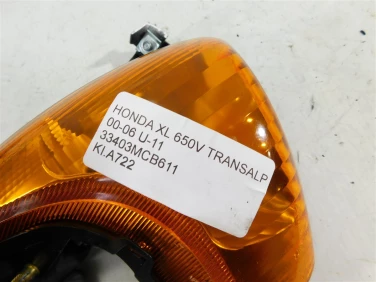 HONDA XL 650V TRANSALP
00-06 U-11
33403MCB611
KI.A722